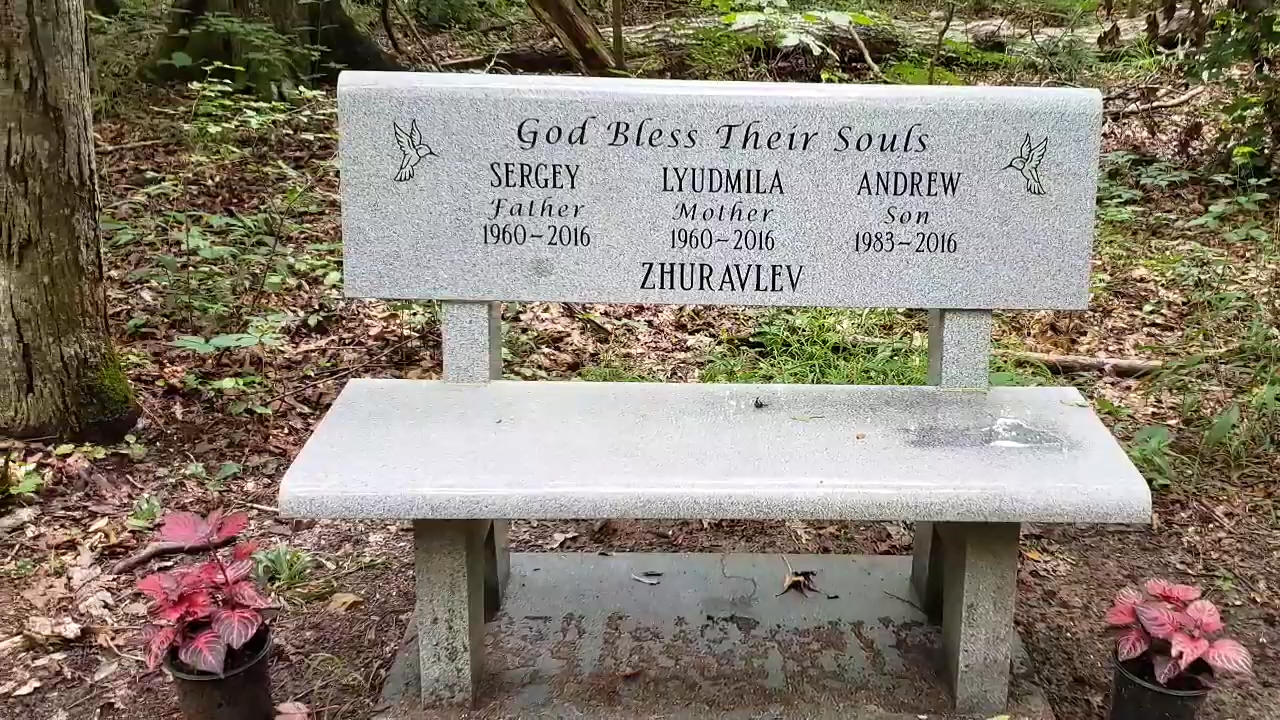 God Bless Their Souls
SERGEY LYUDMILA ANDREW
Father Mother Son
1960–2016 1960–2016 1983–2016
ZHURAVLEV